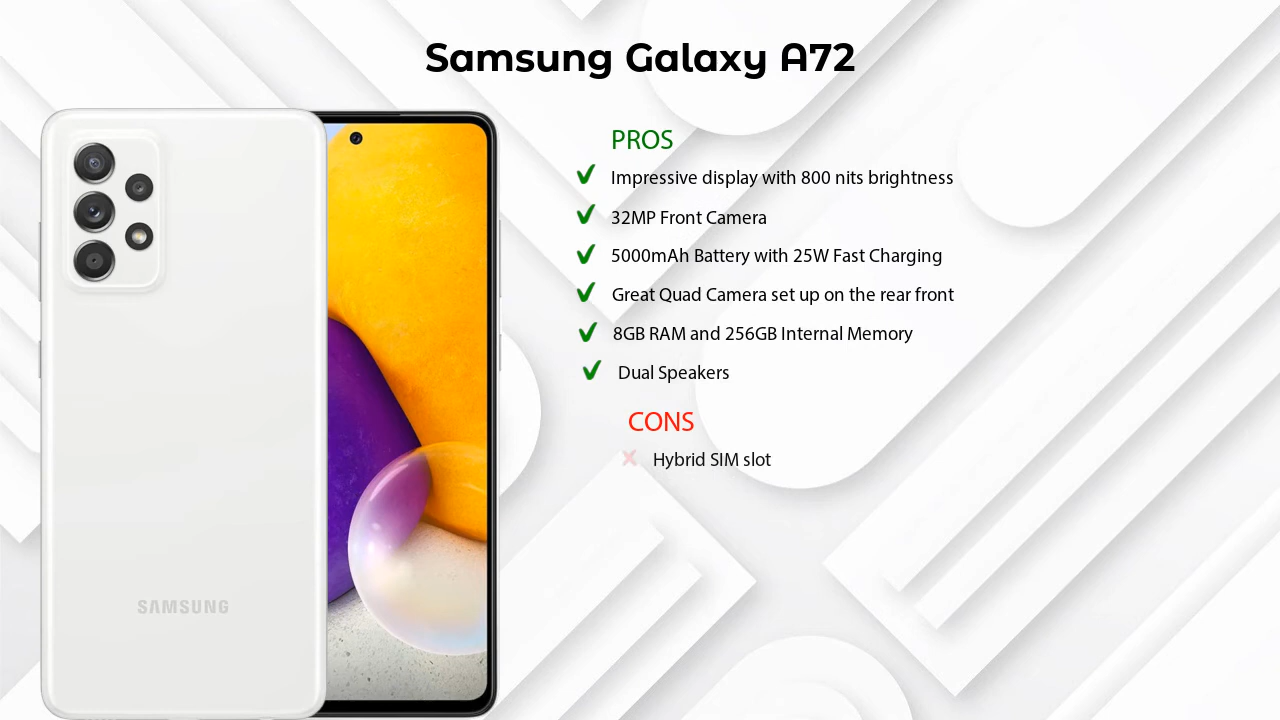 Samsung Galaxy A72
PROS
Impressive display with 800 nits brightness
32MP Front Camera
5000mAh Battery with 25W Fast Charging
Great Quad Camera set up on the rear front
8GB RAM and 256GB Internal Memory
Dual Speakers
CONS
Hybrid SIM slot
SAMSUNG